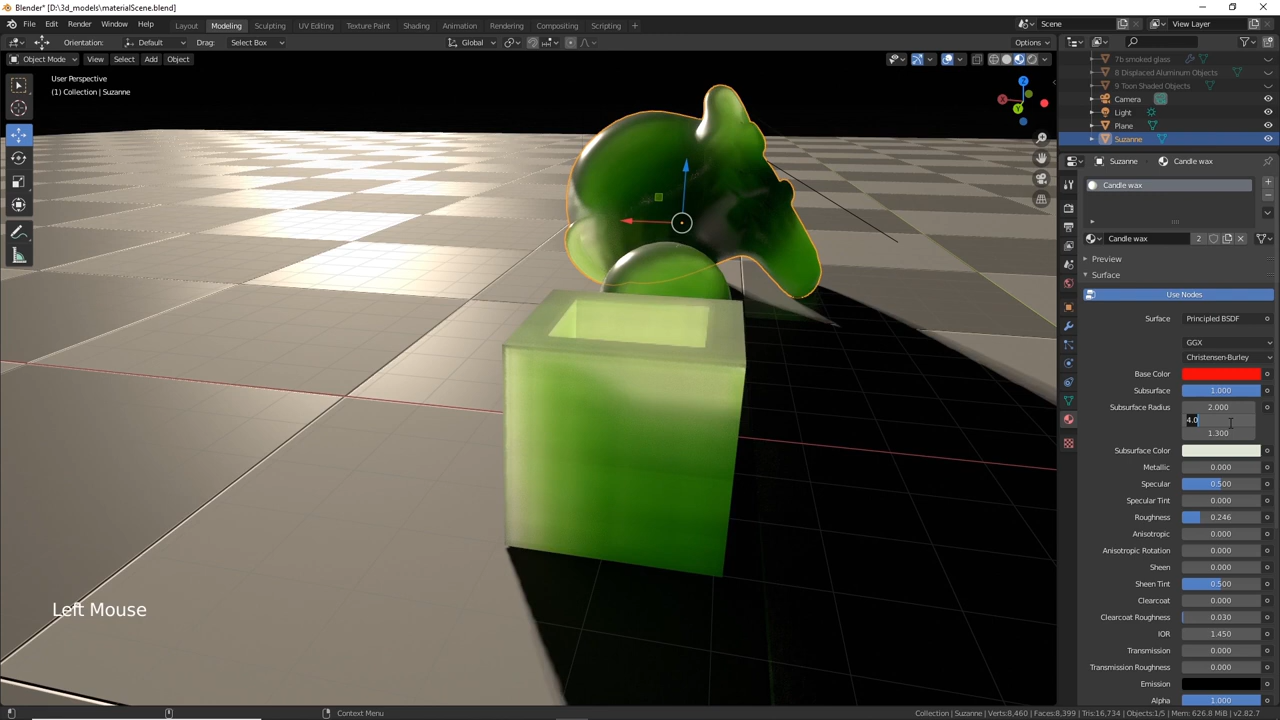 Blender* [D:\3d_models\materialScene.blend]
File Edit Render Window Help Layout Modeling Sculpting UV Editing Texture Paint Shading Animation Rendering Compositing Scripting + Scene View Layer
Orientation: Default Drag: Select Box Global Options
Object Mode View Select Add Object
User Perspective
(1) Collection | Suzanne
Z
X
Y
Left Mouse
7b smoked glass
8 Displaced Aluminum Objects
9 Toon Shaded Objects
Camera
Light
Plane
Suzanne
Suzanne Candle wax
Candle wax
Candle wax 2
Preview
Surface
Use Nodes
Surface: Principled BSDF
GGX
Christensen-Burley
Base Color
Subsurface 1.000
Subsurface Radius 2.000
4.0
1.300
Subsurface Color
Metallic 0.000
Specular 0.500
Specular Tint 0.000
Roughness 0.246
Anisotropic 0.000
Anisotropic Rotation 0.000
Sheen 0.000
Sheen Tint 0.500
Clearcoat 0.000
Clearcoat Roughness 0.030
IOR 1.450
Transmission 0.000
Transmission Roughness 0.000
Emission
Alpha 1.000
Context Menu
Collection | Suzanne | Verts:8,460 | Faces:8,399 | Tris:16,734 | Objects:1/5 | Mem: 626.8 MiB | v2.82.7